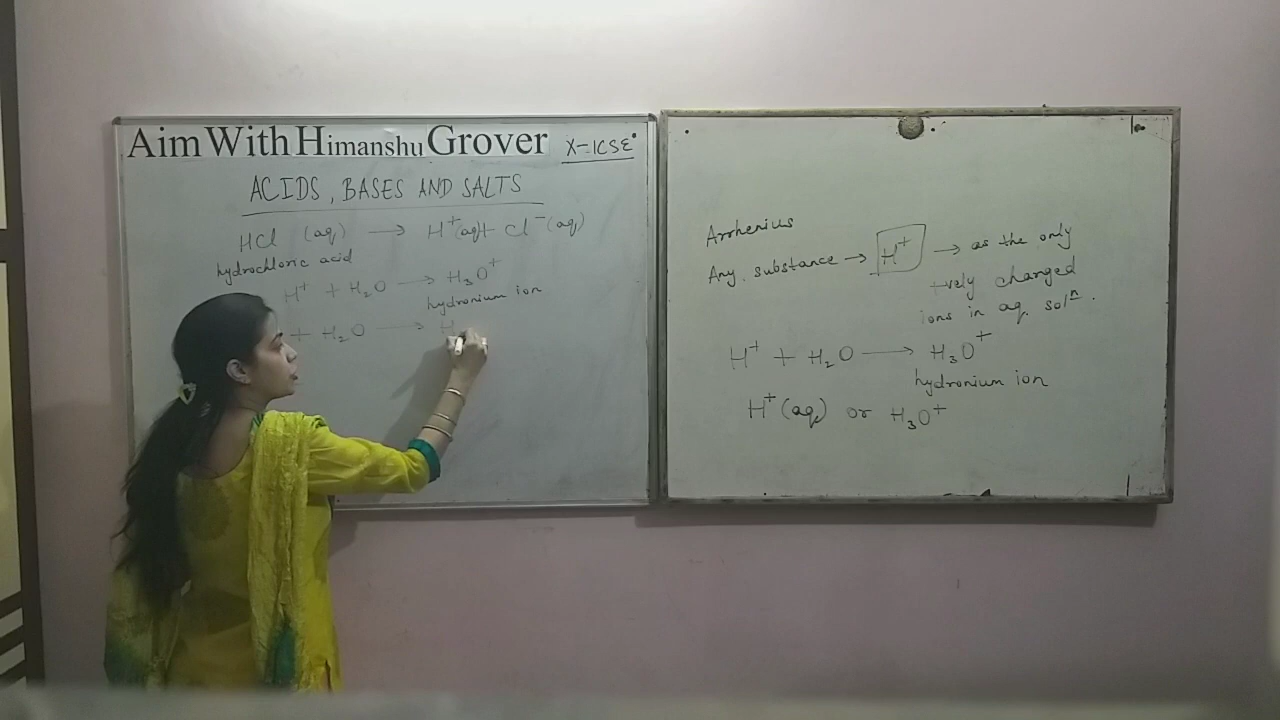 Aim With Himanshu Grover
X-ICSE
ACIDS, BASES AND SALTS
HCl (aq) → H⁺(aq) + Cl⁻(aq)
hydrochloric acid
H⁺ + H₂O → H₃O⁺
hydronium ion
+ H₂O → H
Arrhenius
Any substance → H⁺ → as the only
+vely changed
ions in aq. solⁿ.
H⁺ + H₂O → H₃O⁺
hydronium ion
H⁺(aq) or H₃O⁺